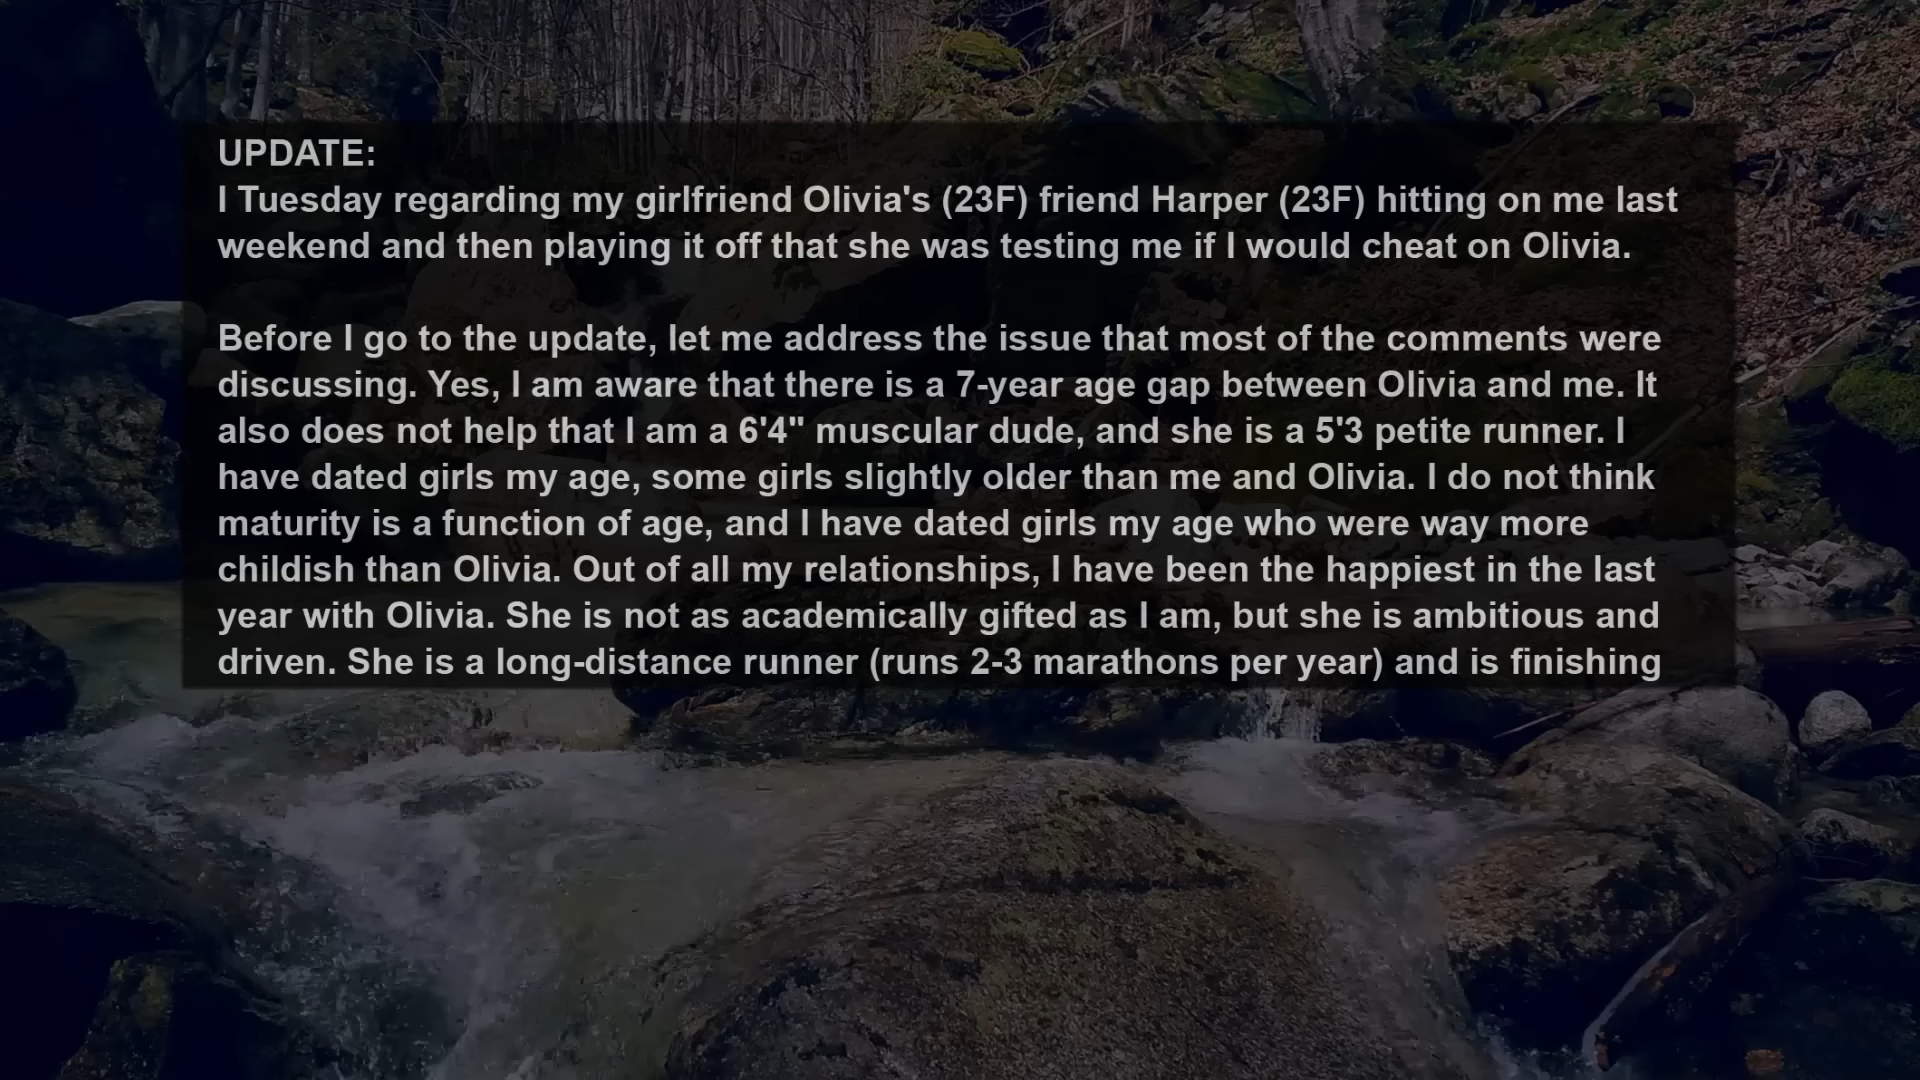 UPDATE:
I Tuesday regarding my girlfriend Olivia's (23F) friend Harper (23F) hitting on me last
weekend and then playing it off that she was testing me if I would cheat on Olivia.
Before I go to the update, let me address the issue that most of the comments were
discussing. Yes, I am aware that there is a 7-year age gap between Olivia and me. It
also does not help that I am a 6'4" muscular dude, and she is a 5'3 petite runner. I
have dated girls my age, some girls slightly older than me and Olivia. I do not think
maturity is a function of age, and I have dated girls my age who were way more
childish than Olivia. Out of all my relationships, I have been the happiest in the last
year with Olivia. She is not as academically gifted as I am, but she is ambitious and
driven. She is a long-distance runner (runs 2-3 marathons per year) and is finishing